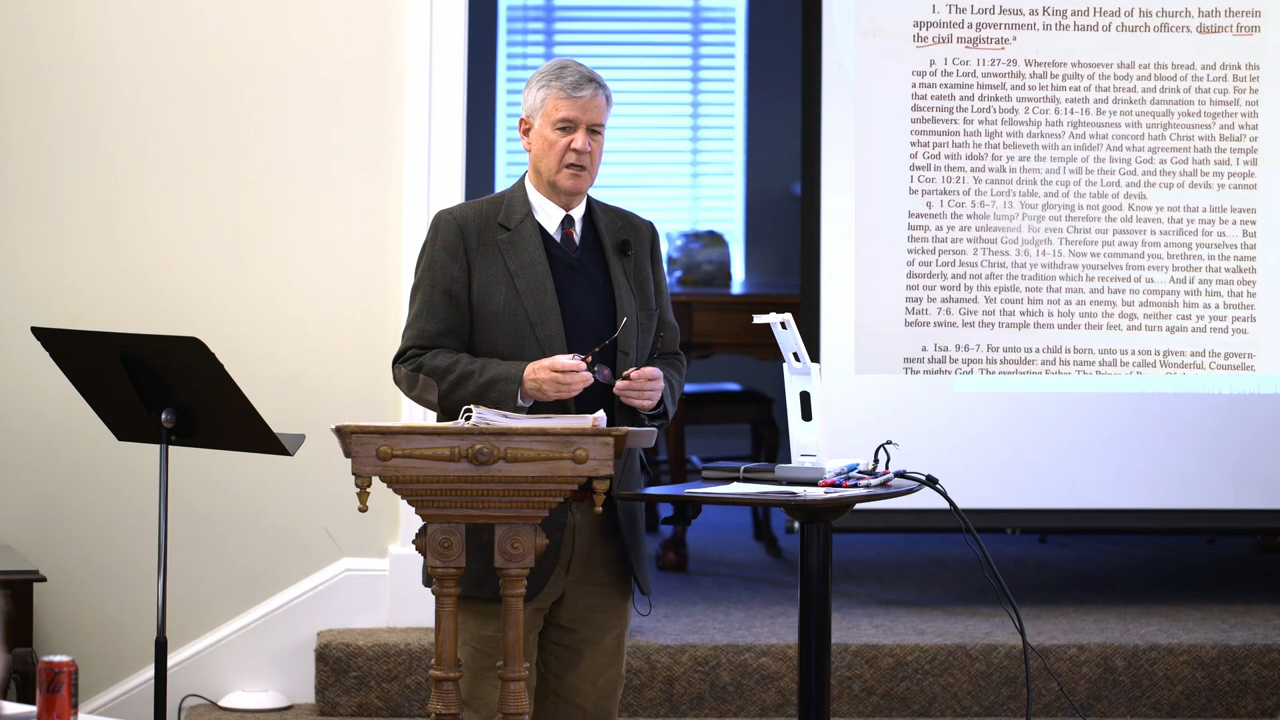 1. The Lord Jesus, as King and Head of his church, hath therein
appointed a government, in the hand of church officers, distinct from
the civil magistrate.a
p. 1 Cor. 11:27–29. Wherefore whosoever shall eat this bread, and drink this
cup of the Lord, unworthily, shall be guilty of the body and blood of the Lord. But let
a man examine himself, and so let him eat of that bread, and drink of that cup. For he
that eateth and drinketh unworthily, eateth and drinketh damnation to himself, not
discerning the Lord's body. 2 Cor. 6:14–16. Be ye not unequally yoked together with
unbelievers: for what fellowship hath righteousness with unrighteousness? and what
communion hath light with darkness? And what concord hath Christ with Belial? or
what part hath he that believeth with an infidel? And what agreement hath the temple
of God with idols? for ye are the temple of the living God; as God hath said, I will
dwell in them, and walk in them; and I will be their God, and they shall be my people.
1 Cor. 10:21. Ye cannot drink the cup of the Lord, and the cup of devils: ye cannot
be partakers of the Lord's table, and of the table of devils.
q. 1 Cor. 5:6–7, 13. Your glorying is not good. Know ye not that a little leaven
leaveneth the whole lump? Purge out therefore the old leaven, that ye may be a new
lump, as ye are unleavened. For even Christ our passover is sacrificed for us.... But
them that are without God judgeth. Therefore put away from among yourselves that
wicked person. 2 Thess. 3:6, 14–15. Now we command you, brethren, in the name
of our Lord Jesus Christ, that ye withdraw yourselves from every brother that walketh
disorderly, and not after the tradition which he received of us.... And if any man obey
not our word by this epistle, note that man, and have no company with him, that he
may be ashamed. Yet count him not as an enemy, but admonish him as a brother.
Matt. 7:6. Give not that which is holy unto the dogs, neither cast ye your pearls
before swine, lest they trample them under their feet, and turn again and rend you.
a. Isa. 9:6–7. For unto us a child is born, unto us a son is given: and the govern-
ment shall be upon his shoulder: and his name shall be called Wonderful, Counseller,
The mighty God, The everlasting Father, The Prince of